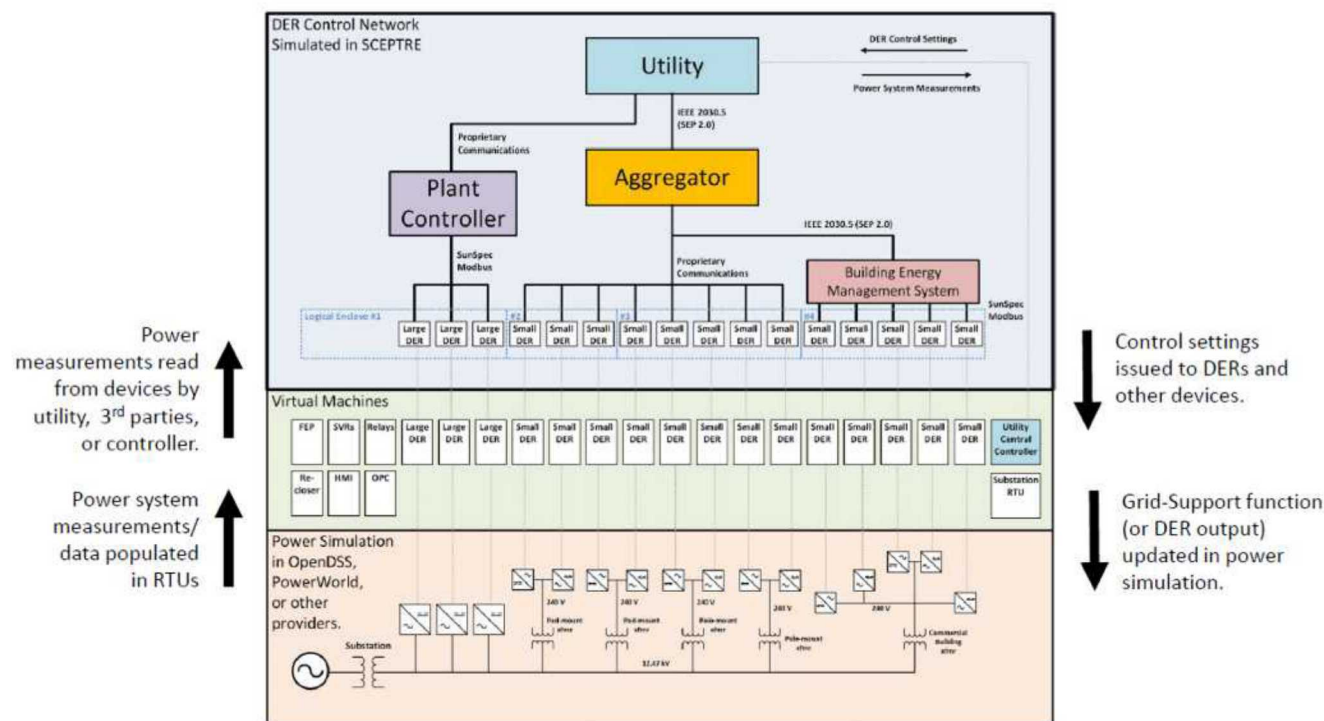 DER Control Network
Simulated in SCEPTRE
Utility
DER Control Settings
Power System Measurements
IEEE 2030.5
(SEP 2.0)
Proprietary
Communications
Plant
Controller
Aggregator
IEEE 2030.5 (SEP 2.0)
SunSpec
Modbus
Proprietary
Communications
Building Energy
Management System
SunSpec
Modbus
Logical Enclave #1
#2
#3
#4
Large DER
Large DER
Large DER
Small DER
Small DER
Small DER
Small DER
Small DER
Small DER
Small DER
Small DER
Small DER
Small DER
Small DER
Small DER
Small DER
Power
measurements read
from devices by
utility, 3rd parties,
or controller.
Control settings
issued to DERs and
other devices.
Virtual Machines
FEP
SVRs
Relays
Large DER
Large DER
Large DER
Small DER
Small DER
Small DER
Small DER
Small DER
Small DER
Small DER
Small DER
Small DER
Small DER
Small DER
Small DER
Small DER
Utility
Central
Controller
Re-
closer
HMI
OPC
Substation
RTU
Power system
measurements/
data populated
in RTUs
Grid-Support function
(or DER output)
updated in power
simulation.
Power Simulation
in OpenDSS,
PowerWorld,
or other
providers.
240 V
240 V
240 V
240 V
240 V
Pad-mount
xfmr
Pad-mount
xfmr
Pole-mount
xfmr
Pole-mount
xfmr
Commercial
Building
xfmr
Substation
12.47 kV